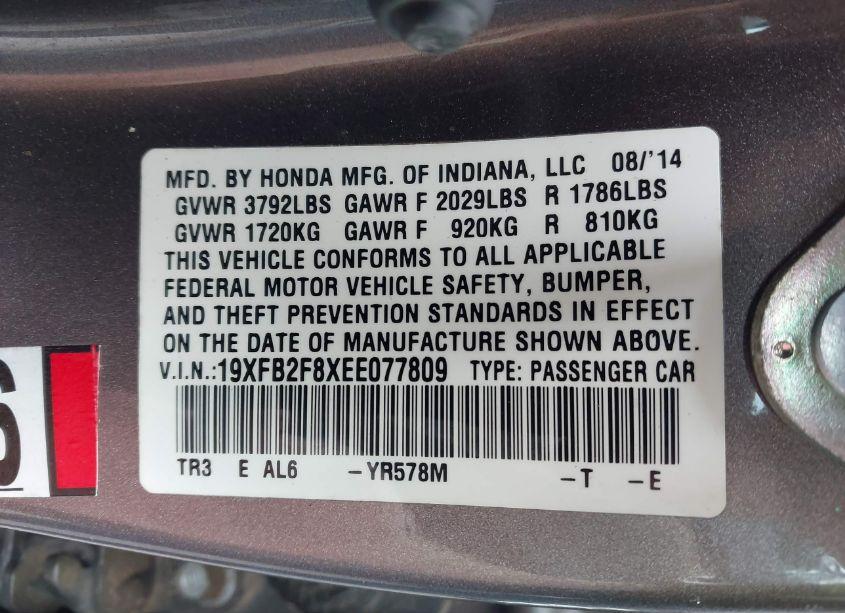 MFD. BY HONDA MFG. OF INDIANA, LLC 08/'14
GVWR 3792LBS GAWR F 2029LBS R 1786LBS
GVWR 1720KG GAWR F 920KG R 810KG
THIS VEHICLE CONFORMS TO ALL APPLICABLE
FEDERAL MOTOR VEHICLE SAFETY, BUMPER,
AND THEFT PREVENTION STANDARDS IN EFFECT
ON THE DATE OF MANUFACTURE SHOWN ABOVE.
V.I.N.:19XFB2F8XEE077809 TYPE: PASSENGER CAR
TR3 E AL6 -YR578M -T -E